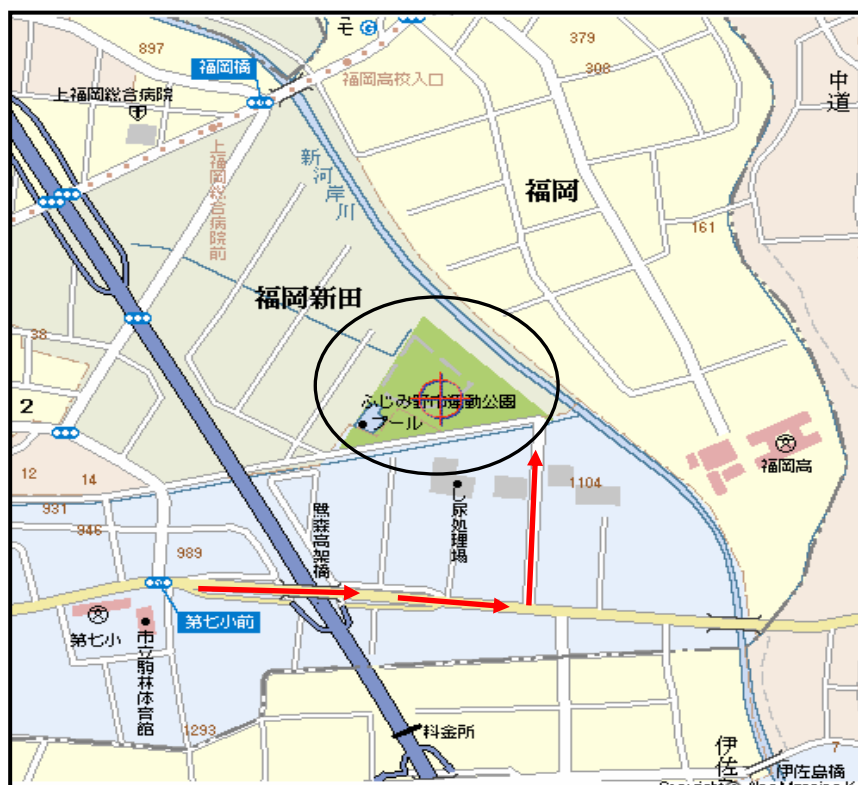 モ
897
福岡橋
379
308
中道
福岡高校入口
上福岡総合病院
新河岸川
上福岡総合病院前
福岡
161
福岡新田
38
2
ふじみ野市運動公園
プール
福岡高
12
14
1104
931
946
し尿処理場
鷺森高架橋
989
第七小前
第七小
市立駒林体育館
1293
料金所
7
伊佐島橋